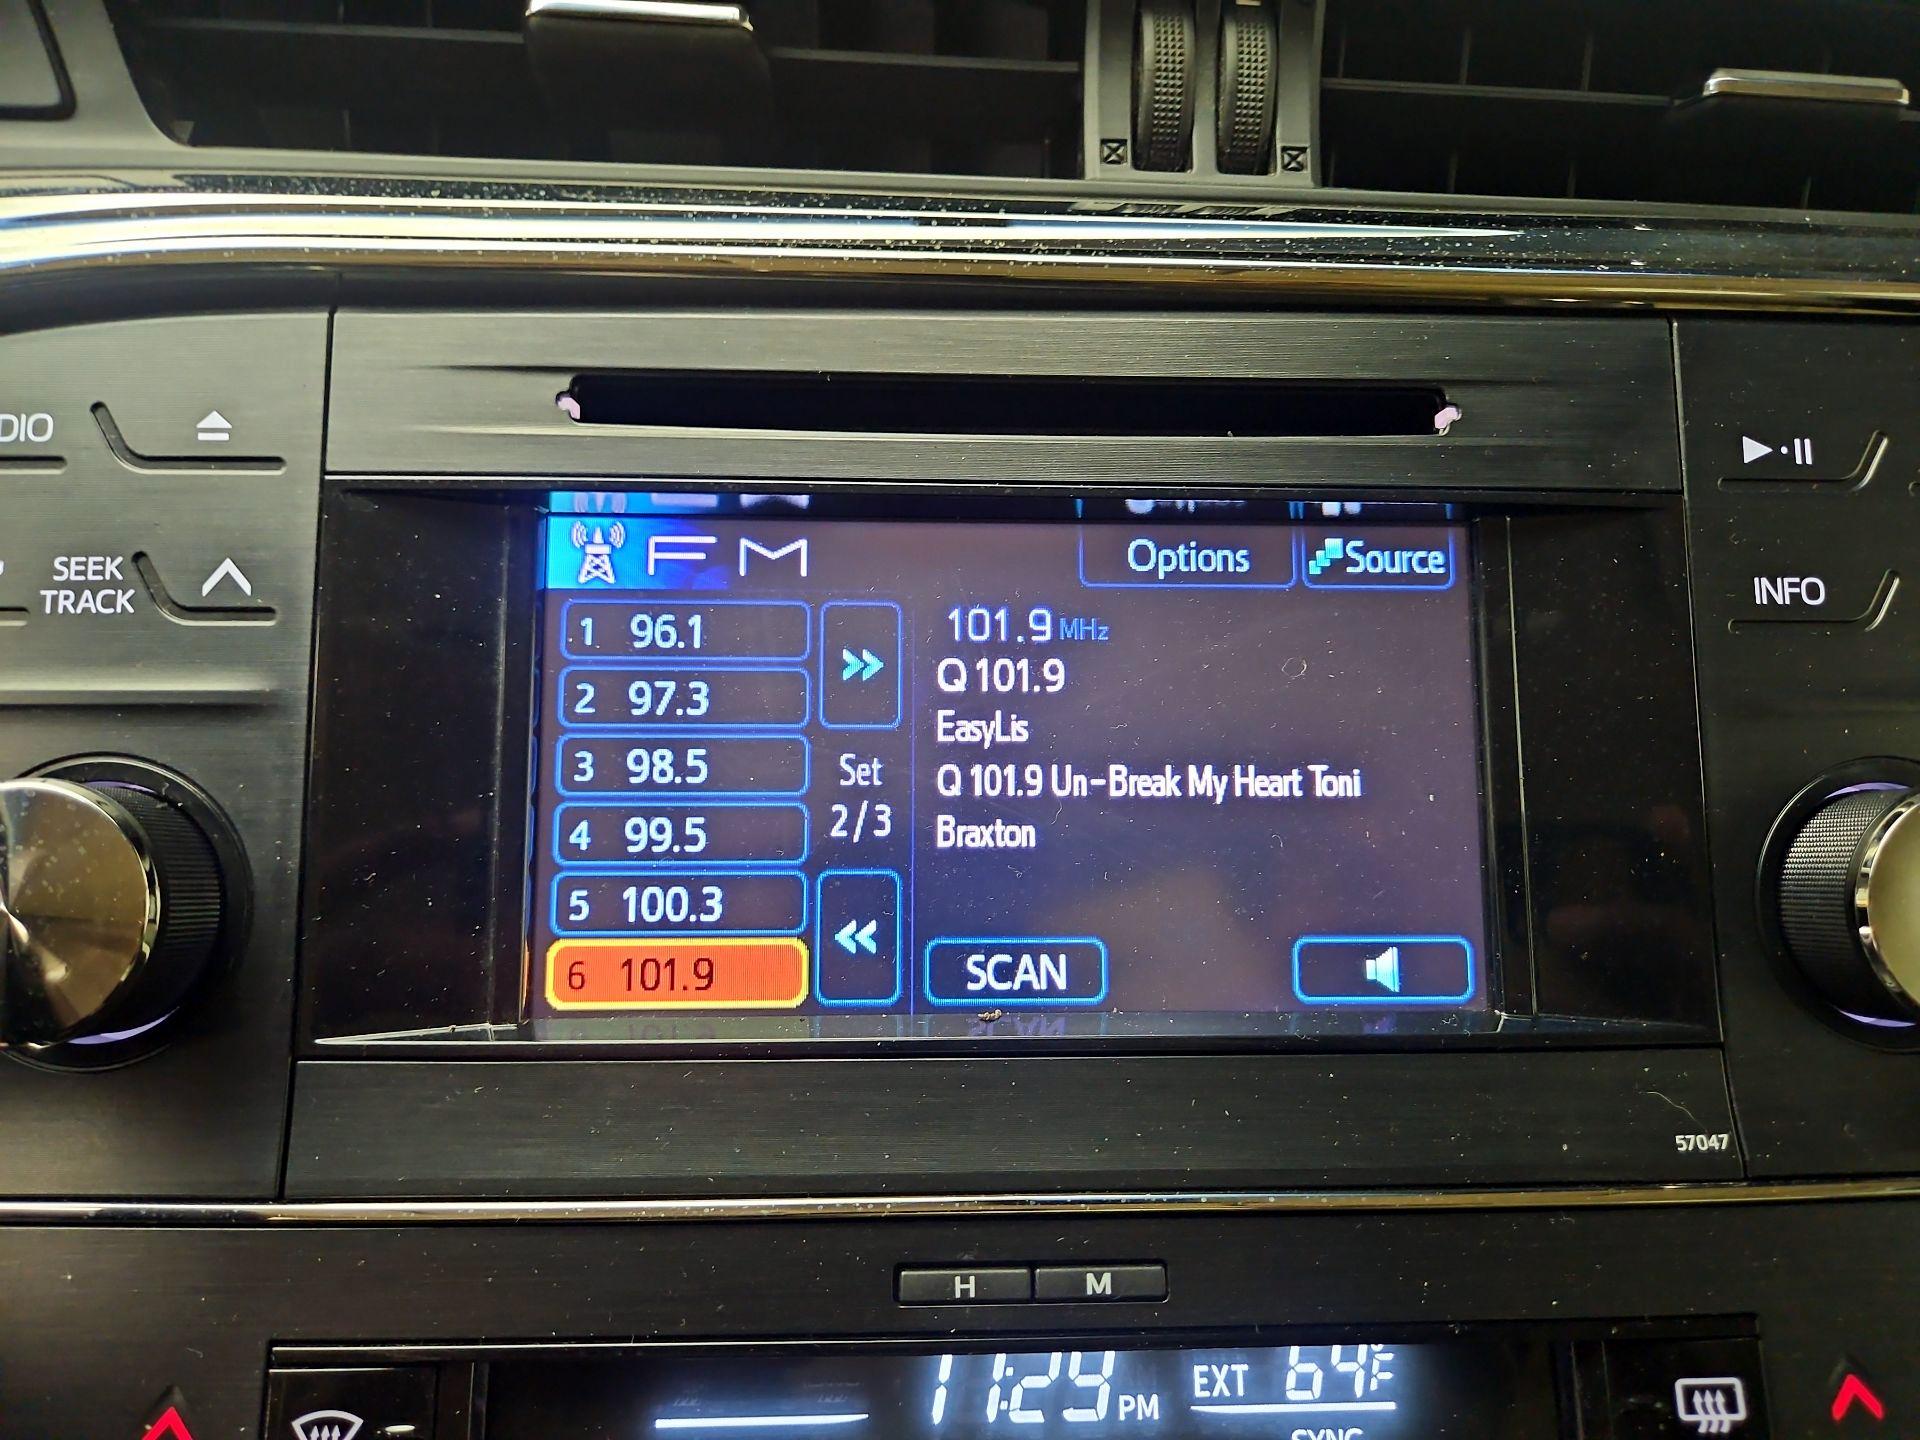 DIO
SEEK
TRACK
INFO
FM
Options
Source
1 96.1
2 97.3
3 98.5
4 99.5
5 100.3
6 101.9
Set
2/3
101.9 MHz
Q 101.9
EasyLis
Q 101.9 Un-Break My Heart Toni
Braxton
SCAN
57047
H M
11:29 PM
EXT 64°F
SYNC